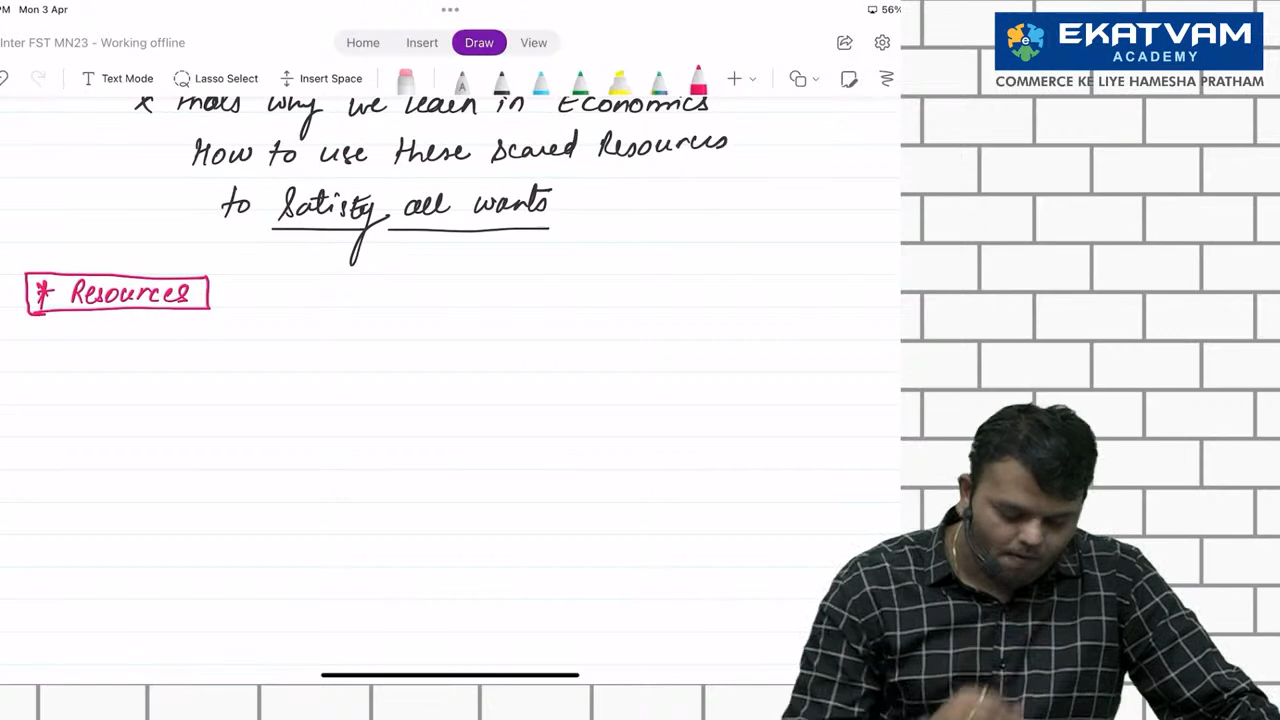 PM Mon 3 Apr
56%
Inter FST MN23 - Working offline
Home Insert Draw View
Text Mode Lasso Select Insert Space
* Thats why we learn in Economics
How to use these Scared Resources
to Satisfy all wants
* Resources
EKATVAM
ACADEMY
COMMERCE KE LIYE HAMESHA PRATHAM